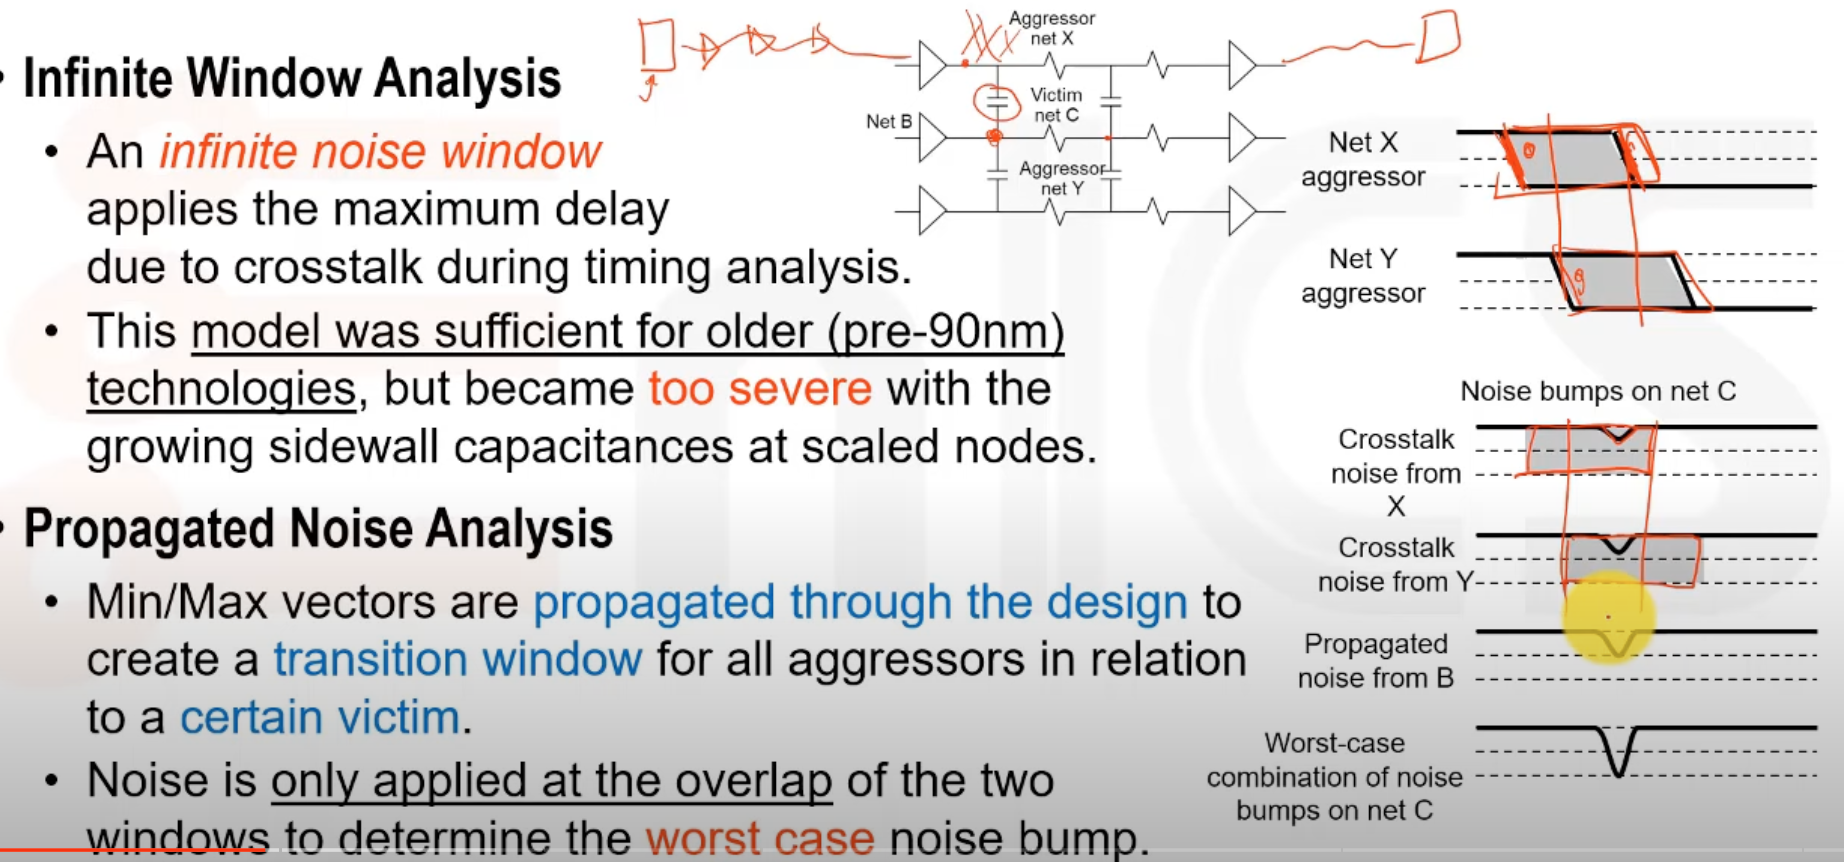 • Infinite Window Analysis
• An infinite noise window
applies the maximum delay
due to crosstalk during timing analysis.
• This model was sufficient for older (pre-90nm)
technologies, but became too severe with the
growing sidewall capacitances at scaled nodes.
• Propagated Noise Analysis
• Min/Max vectors are propagated through the design to
create a transition window for all aggressors in relation
to a certain victim.
• Noise is only applied at the overlap of the two
windows to determine the worst case noise bump.
Aggressor
net X
Victim
net C
Net B
Aggressor
net Y
Net X
aggressor
Net Y
aggressor
Noise bumps on net C
Crosstalk
noise from
X
Crosstalk
noise from Y
Propagated
noise from B
Worst-case
combination of noise
bumps on net C